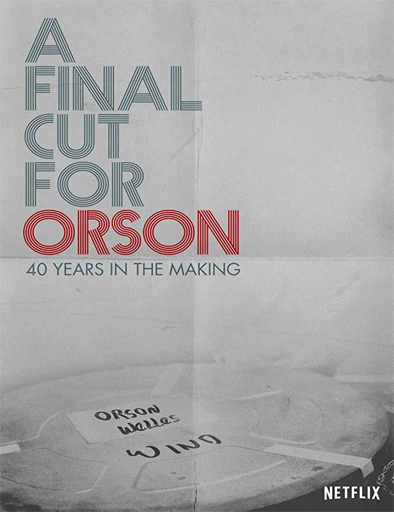 A
FINAL
CUT
FOR
ORSON
40 YEARS IN THE MAKING
ORSON
Welles
WIND
NETFLIX